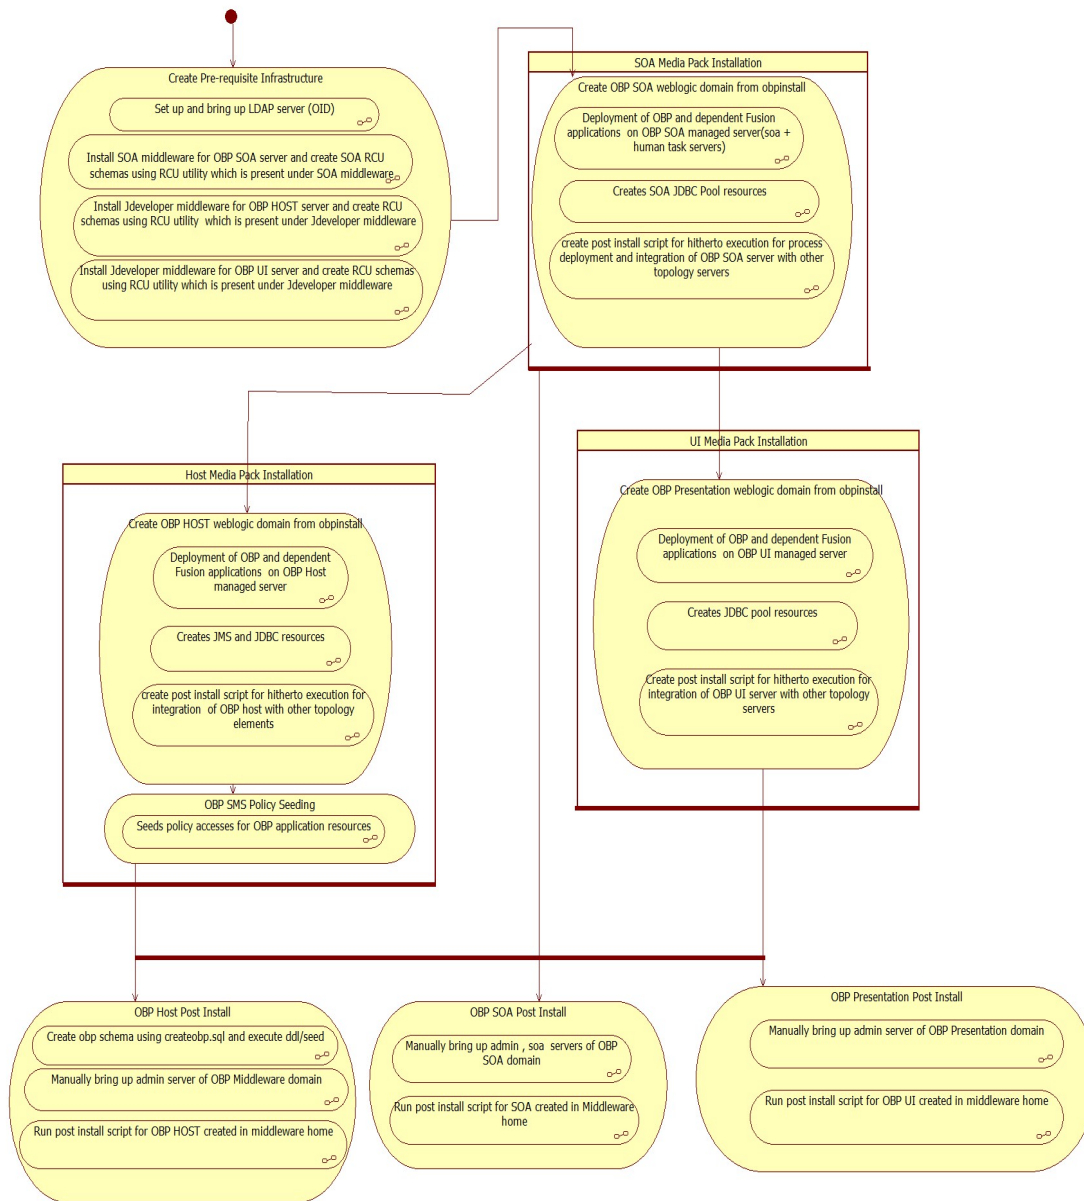 Create Pre-requisite Infrastructure
Set up and bring up LDAP server (OID)
Install SOA middleware for OBP SOA server and create SOA RCU
schemas using RCU utility which is present under SOA middleware
Install Jdeveloper middleware for OBP HOST server and create RCU
schemas using RCU utility which is present under Jdeveloper middleware
Install Jdeveloper middleware for OBP UI server and create RCU schemas
using RCU utility which is present under Jdeveloper middleware
SOA Media Pack Installation
Create OBP SOA weblogic domain from obpinstall
Deployment of OBP and dependent Fusion
applications on OBP SOA managed server(soa +
human task servers)
Creates SOA JDBC Pool resources
create post install script for hitherto execution for process
deployment and integration of OBP SOA server with other
topology servers
Host Media Pack Installation
Create OBP HOST weblogic domain from obpinstall
Deployment of OBP and dependent
Fusion applications on OBP Host
managed server
Creates JMS and JDBC resources
create post install script for hitherto execution for
integration of OBP host with other topology
elements
OBP SMS Policy Seeding
Seeds policy accesses for OBP application resources
UI Media Pack Installation
Create OBP Presentation weblogic domain from obpinstall
Deployment of OBP and dependent Fusion
applications on OBP UI managed server
Creates JDBC pool resources
Create post install script for hitherto execution for
integration of OBP UI server with other topology
servers
OBP Host Post Install
Create obp schema using createobp.sql and execute ddl/seed
Manually bring up admin server of OBP Middleware domain
Run post install script for OBP HOST created in middleware home
OBP SOA Post Install
Manually bring up admin , soa servers of OBP
SOA domain
Run post install script for SOA created in Middleware
home
OBP Presentation Post Install
Manually bring up admin server of OBP Presentation domain
Run post install script for OBP UI created in middleware home